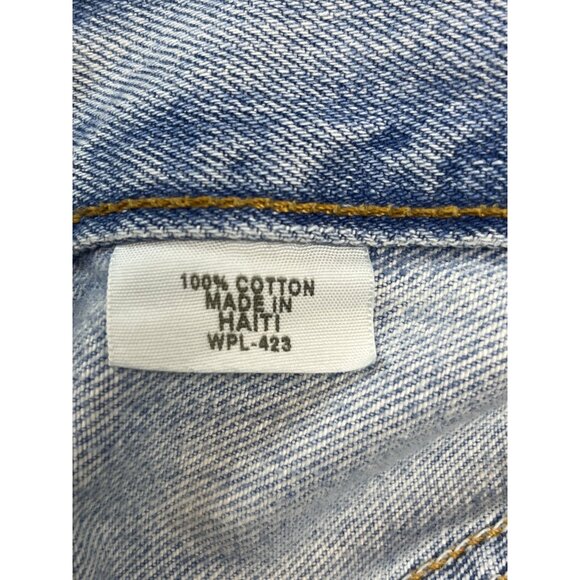 100% COTTON
MADE IN
HAITI
WPL-423